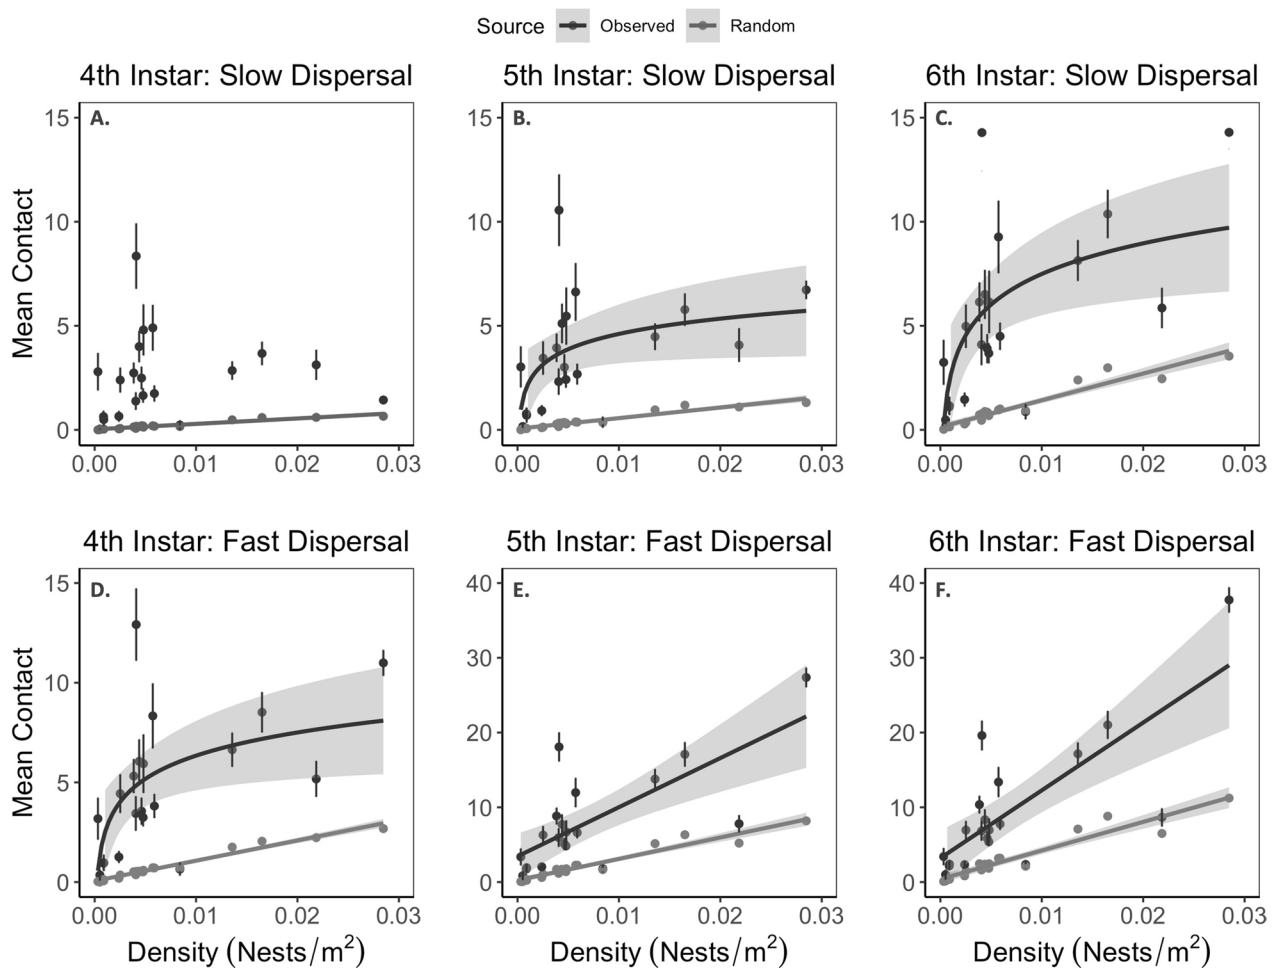 Source Observed Random
4th Instar: Slow Dispersal 5th Instar: Slow Dispersal 6th Instar: Slow Dispersal
A. B. C.
15 15 15
10 10 10
5 5 5
0 0 0
Mean Contact
0.00 0.01 0.02 0.03 0.00 0.01 0.02 0.03 0.00 0.01 0.02 0.03
4th Instar: Fast Dispersal 5th Instar: Fast Dispersal 6th Instar: Fast Dispersal
D. E. F.
15 40 40
10 30 30
5 20 20
0 10 10
0 0
Mean Contact
0.00 0.01 0.02 0.03 0.00 0.01 0.02 0.03 0.00 0.01 0.02 0.03
Density (Nests/m²) Density (Nests/m²) Density (Nests/m²)